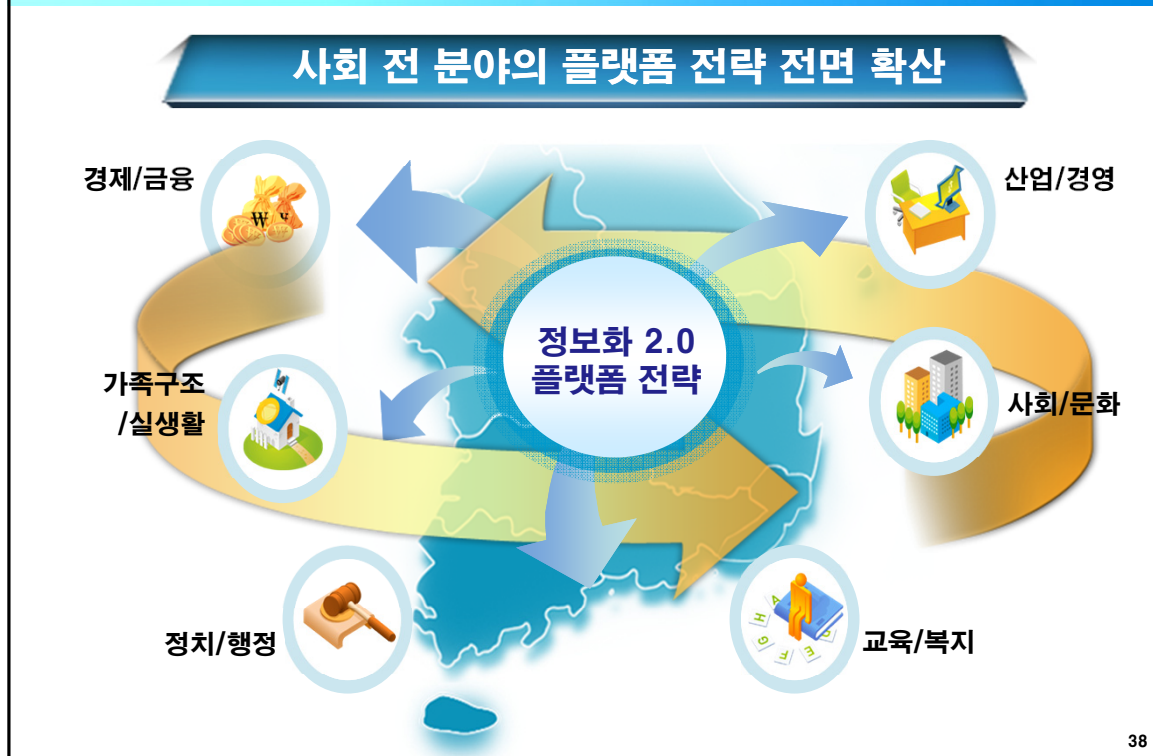 사회 전 분야의 플랫폼 전략 전면 확산
경제/금융
산업/경영
정보화 2.0
플랫폼 전략
가족구조
/실생활
사회/문화
정치/행정
교육/복지
38